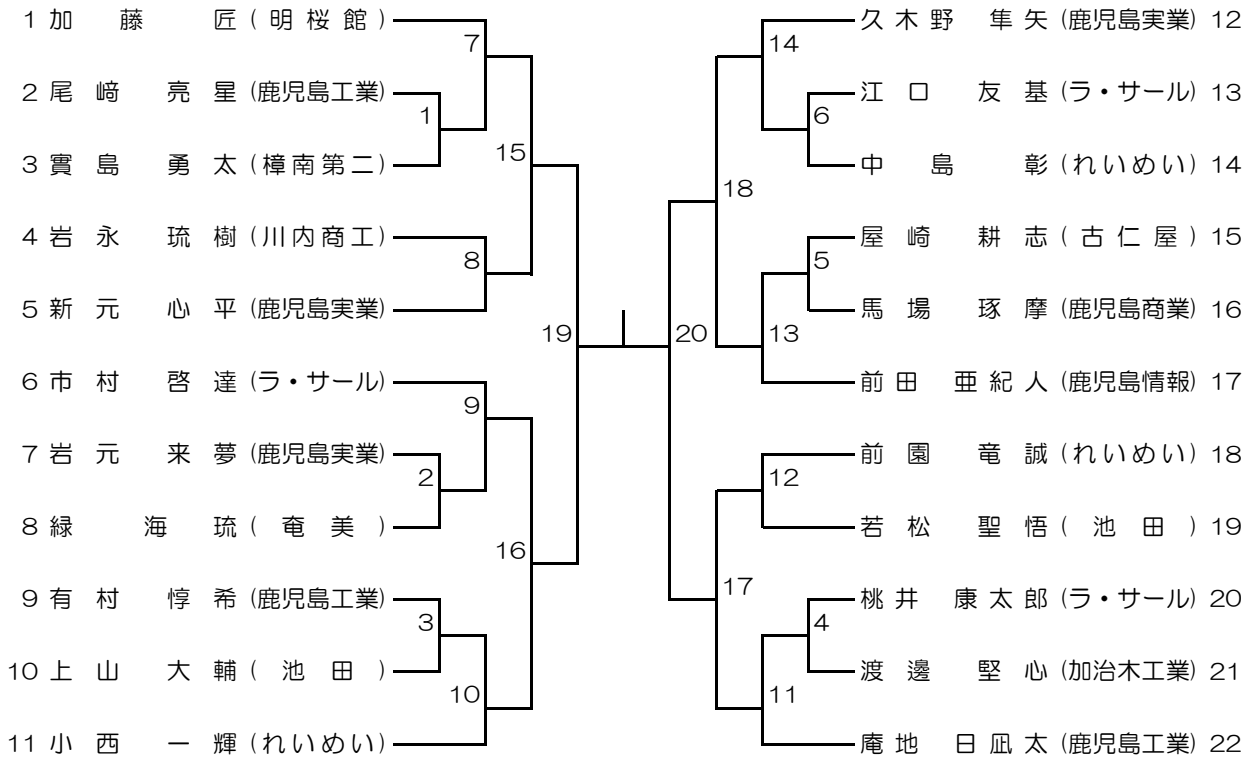 1 加藤 匠 (明桜館)
2 尾﨑 亮星 (鹿児島工業)
3 實島 勇太 (樟南第二)
4 岩永 琉樹 (川内商工)
5 新元 心平 (鹿児島実業)
6 市村 啓達 (ラ・サール)
7 岩元 来夢 (鹿児島実業)
8 緑 海琉 (奄美)
9 有村 惇希 (鹿児島工業)
10 上山 大輔 (池田)
11 小西 一輝 (れいめい)
7
1
15
8
19
9
2
16
3
10
14
6
18
5
20
13
12
17
4
11
久木野 隼矢 (鹿児島実業) 12
江口 友基 (ラ・サール) 13
中島 彰 (れいめい) 14
屋崎 耕志 (古仁屋) 15
馬場 琢摩 (鹿児島商業) 16
前田 亜紀人 (鹿児島情報) 17
前園 竜誠 (れいめい) 18
若松 聖悟 (池田) 19
桃井 康太郎 (ラ・サール) 20
渡邊 堅心 (加治木工業) 21
庵地 日凪太 (鹿児島工業) 22